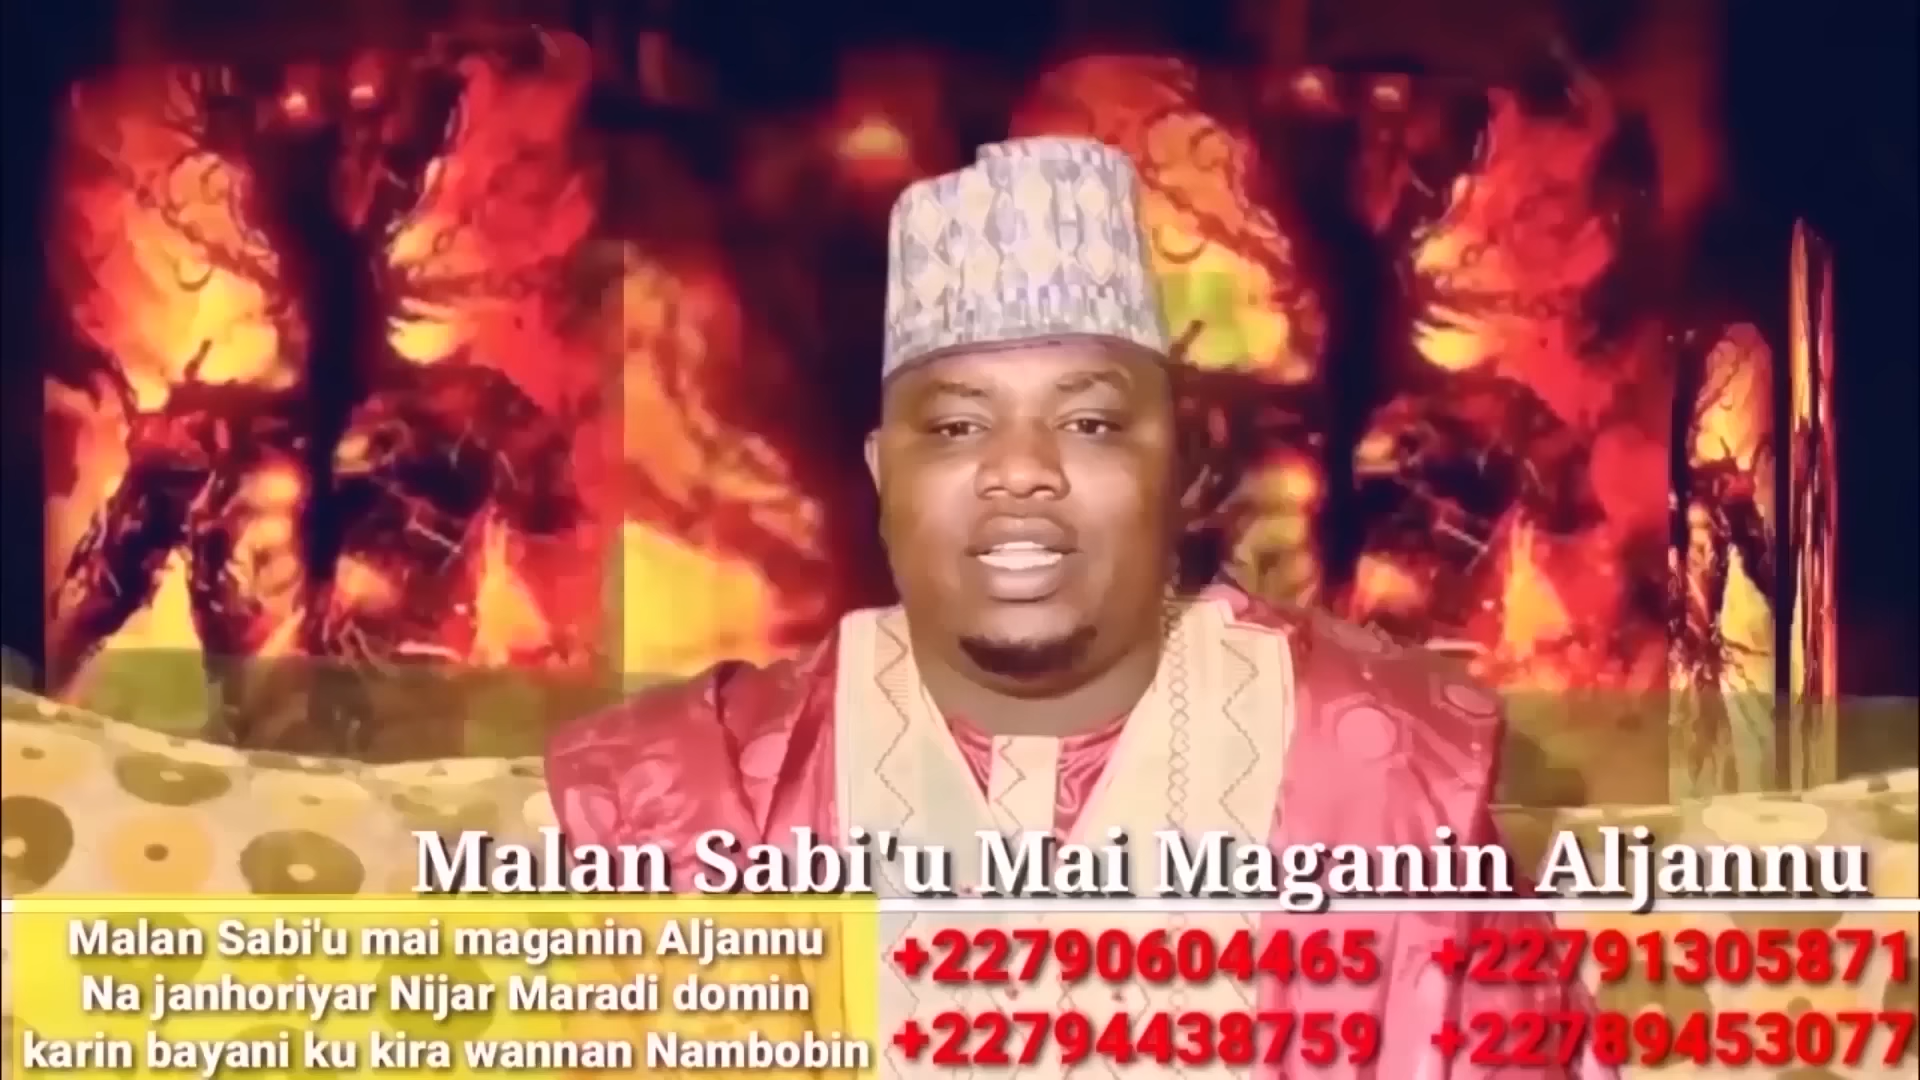 Malan Sabi'u Mai Maganin Aljannu
Malan Sabi'u mai maganin Aljannu
Na janhoriyar Nijar Maradi domin
karin bayani ku kira wannan Nambobin
+22790604465 +22791305871
+22794438759 +22789453077